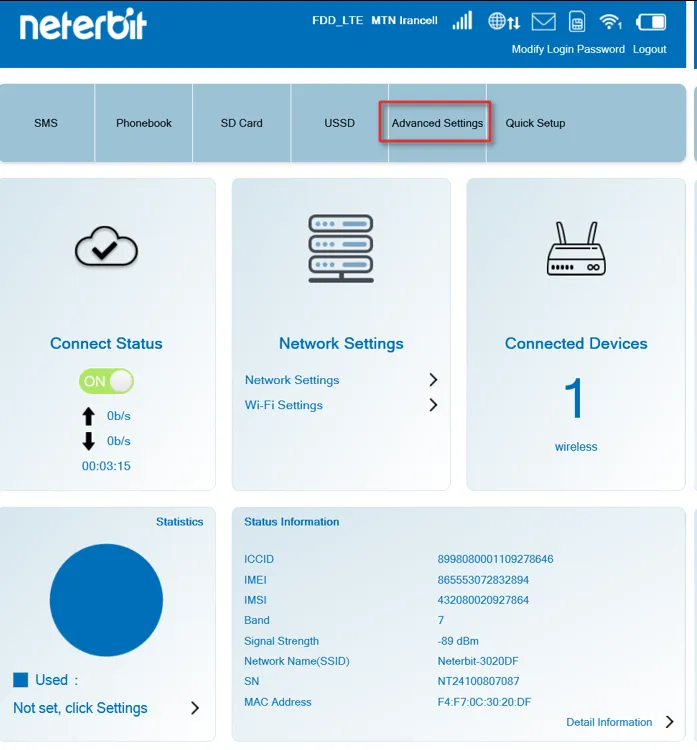 neterbit
FDD_LTE MTN Irancell
1
Modify Login Password Logout
SMS Phonebook SD Card USSD Advanced Settings Quick Setup
Connect Status
ON
0b/s
0b/s
00:03:15
Network Settings
Network Settings
Wi-Fi Settings
Connected Devices
1
wireless
Statistics
Used :
Not set, click Settings
Status Information
ICCID 8998080001109278646
IMEI 865553072832894
IMSI 432080020927864
Band 7
Signal Strength -89 dBm
Network Name(SSID) Neterbit-3020DF
SN NT24100807087
MAC Address F4:F7:0C:30:20:DF
Detail Information